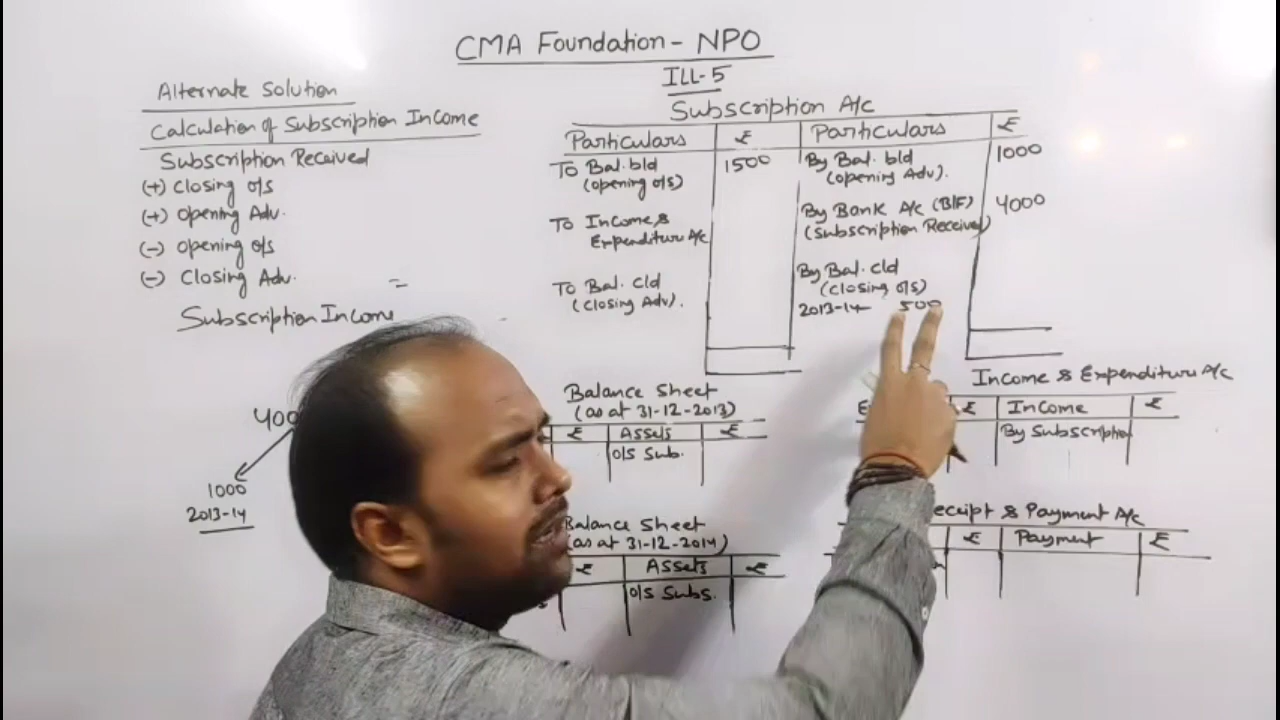 CMA Foundation - NPO
ILL-5
Alternate Solution
Calculation of Subscription Income
Subscription Received
(+) Closing o/s
(+) Opening Adv.
(-) Opening o/s
(-) Closing Adv. =
Subscription Income
400
1000
2013-14
Subscription A/c
Particulars ₹ Particulars ₹
To Bal. b/d 1500 By Bal. b/d 1000
(opening o/s) (opening Adv).
To Income & By Bank A/c (B/F) 4000
Expenditure A/c (Subscription Received)
To Bal. c/d By Bal. c/d
(Closing Adv). (Closing o/s)
2013-14 500
Balance Sheet
(as at 31-12-2013)
₹ Assets ₹
O/S Sub.
Income & Expenditure A/c
₹ Income ₹
By Subscription
Balance Sheet
(as at 31-12-2014)
₹ Assets ₹
O/S Subs.
eceipt & Payment A/c
₹ Payment ₹